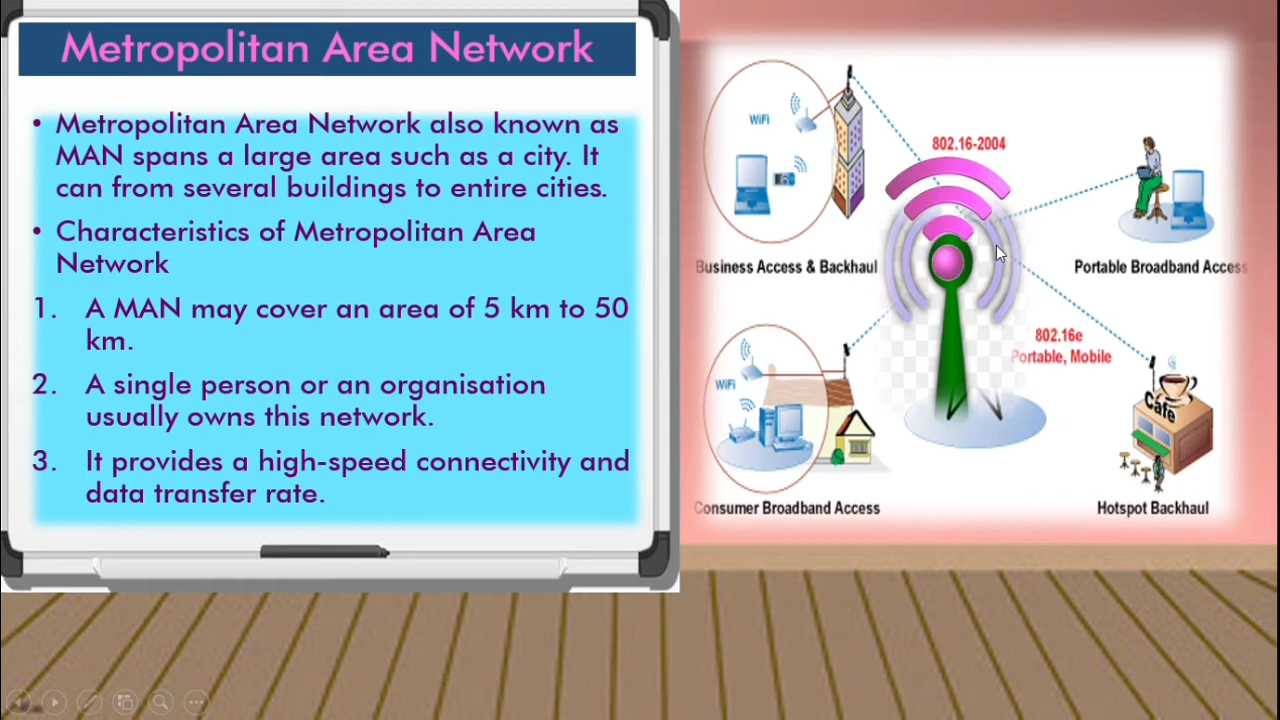 Metropolitan Area Network
• Metropolitan Area Network also known as
MAN spans a large area such as a city. It
can from several buildings to entire cities.
• Characteristics of Metropolitan Area
Network
1. A MAN may cover an area of 5 km to 50
km.
2. A single person or an organisation
usually owns this network.
3. It provides a high-speed connectivity and
data transfer rate.
WiFi
802.16-2004
Business Access & Backhaul
Portable Broadband Access
802.16e
Portable, Mobile
WiFi
Cafe
Consumer Broadband Access
Hotspot Backhaul